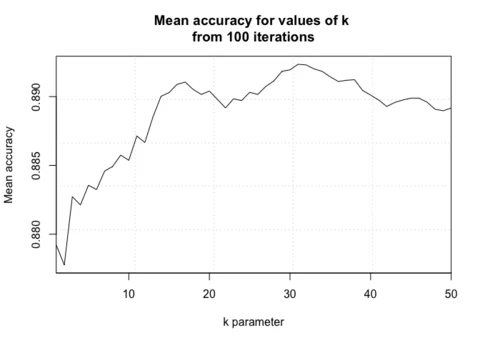 Mean accuracy for values of k
from 100 iterations
Mean accuracy
0.890
0.885
0.880
10 20 30 40 50
k parameter